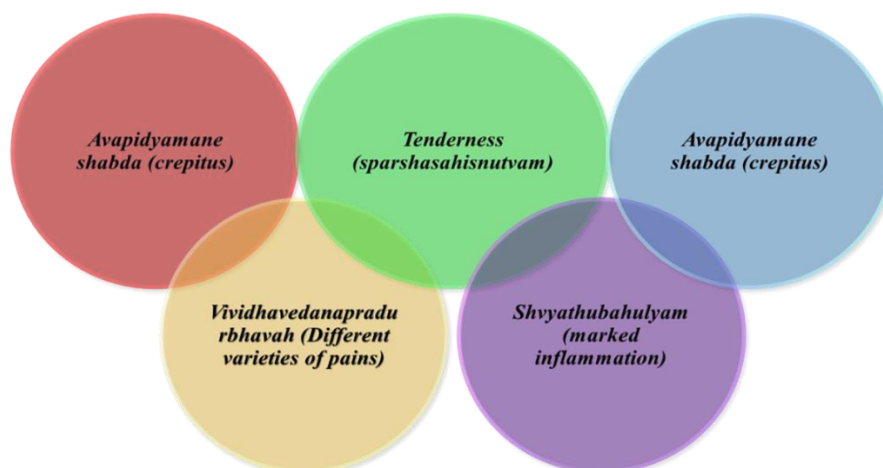 Avapidyamane
shabda (crepitus)
Tenderness
(sparshasahisnutvam)
Avapidyamane
shabda (crepitus)
Vividhavedanapradu
rbhavah (Different
varieties of pains)
Shvyathubahulyam
(marked
inflammation)